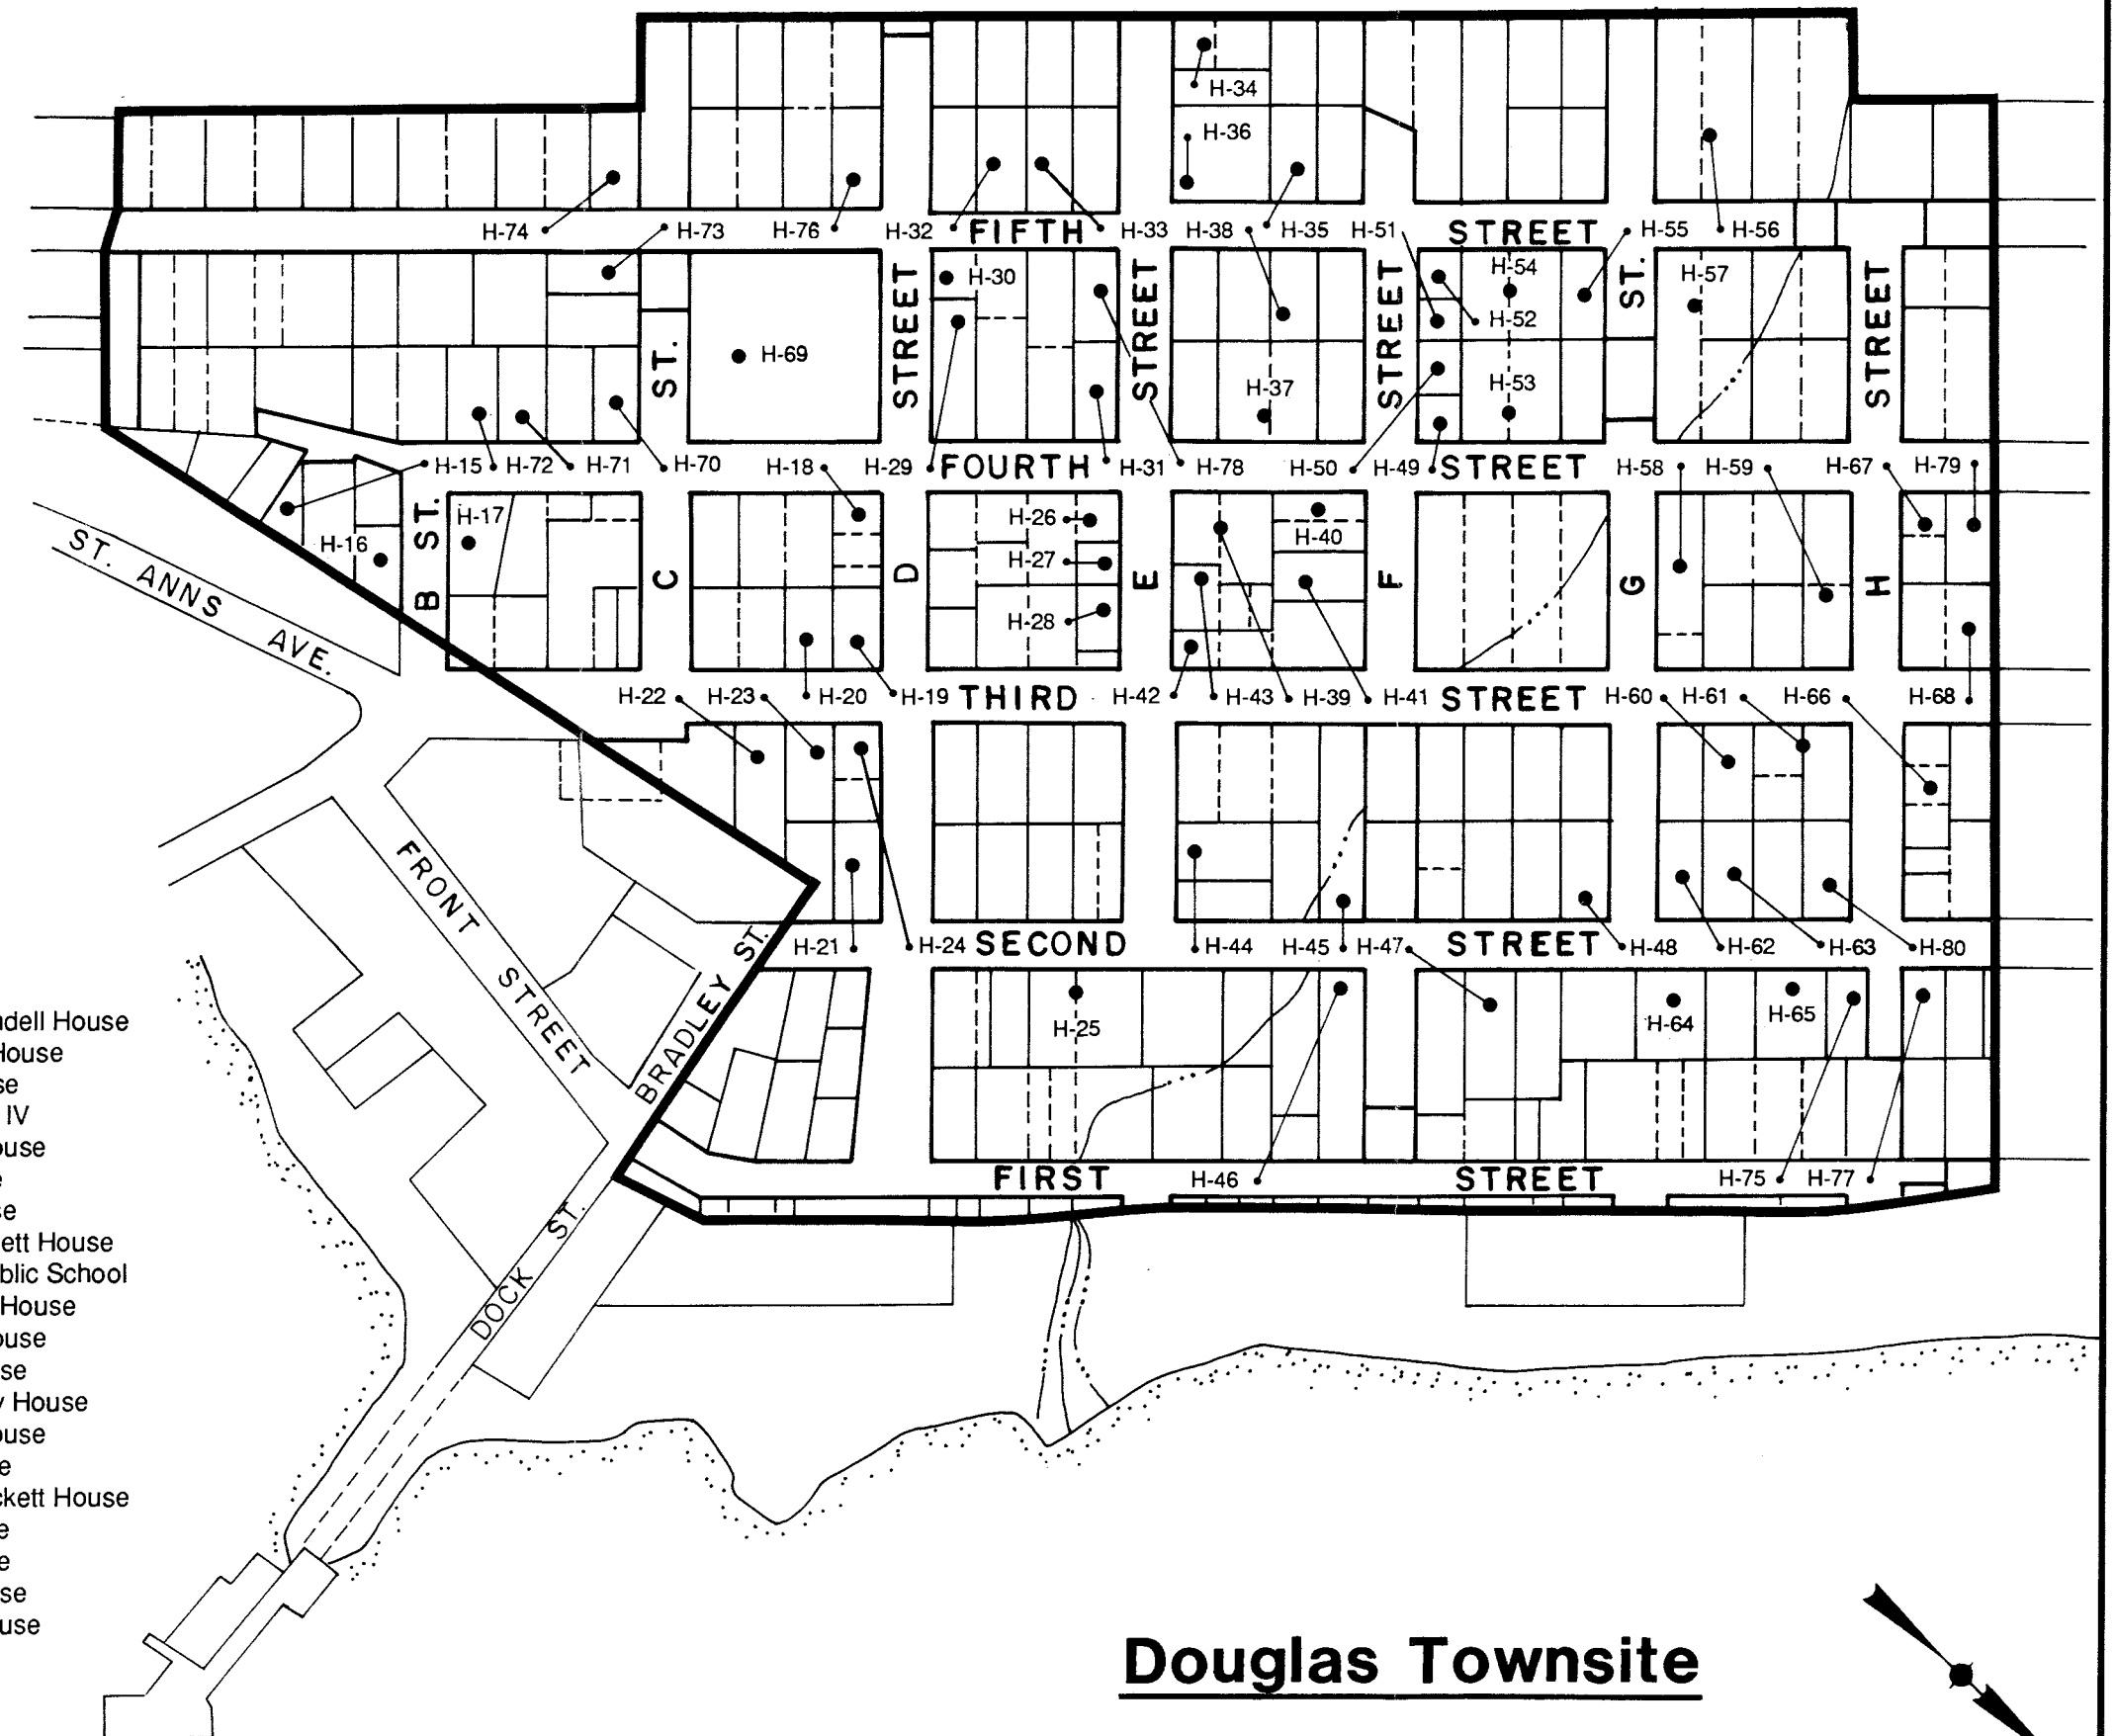 H-34
H-36
H-74
H-73
H-76
H-32
FIFTH
H-33
H-38
H-35
H-51
STREET
H-55
H-56
H-30
H-54
H-57
H-52
STREET
STREET
STREET
ST.
STREET
ST.
H-69
H-37
H-53
H-15
H-72
H-71
H-70
H-18
H-29
FOURTH
H-31
H-78
H-50
H-49
STREET
H-58
H-59
H-67
H-79
H-17
H-26
H-40
H-16
H-27
H-28
B ST.
C
D
E
F
G
H
ST. ANNS AVE.
H-22
H-23
H-20
H-19
THIRD
H-42
H-43
H-39
H-41
STREET
H-60
H-61
H-66
H-68
FRONT STREET
BRADLEY ST.
H-21
H-24
SECOND
H-44
H-45
H-47
STREET
H-48
H-62
H-63
H-80
H-25
H-64
H-65
FIRST
H-46
STREET
H-75
H-77
DOCK ST.
ndell House
House
se
IV
ouse
e
se
ett House
blic School
House
ouse
se
y House
ouse
e
ckett House
e
e
se
use
Douglas Townsite